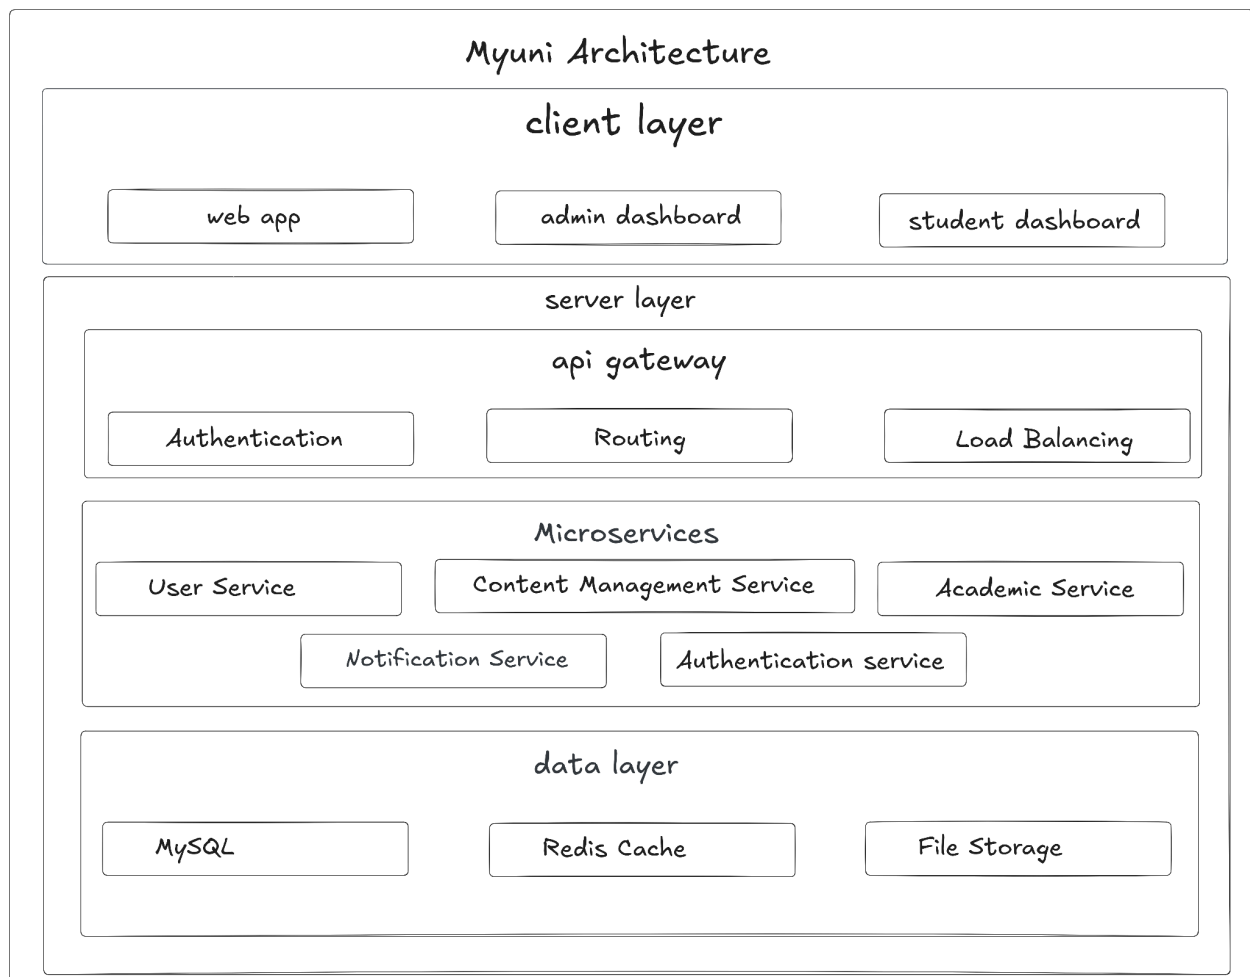 Myuni Architecture
client layer
web app
admin dashboard
student dashboard
server layer
api gateway
Authentication
Routing
Load Balancing
Microservices
User Service
Content Management Service
Academic Service
Notification Service
Authentication service
data layer
MySQL
Redis Cache
File Storage